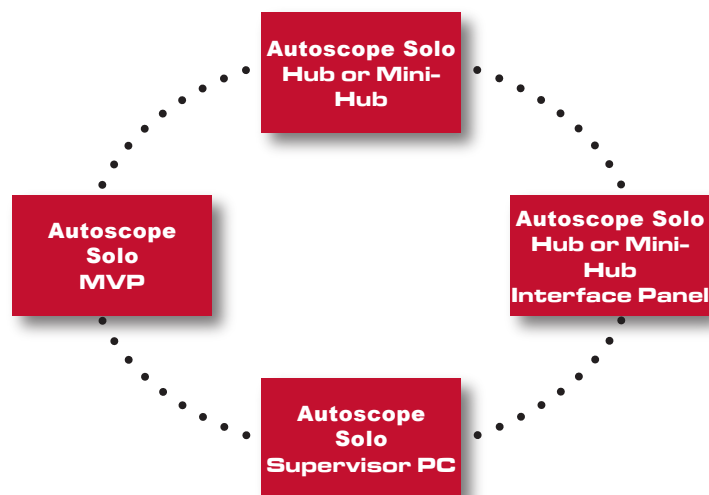 Autoscope Solo
Hub or Mini-
Hub
Autoscope
Solo
MVP
Autoscope Solo
Hub or Mini-
Hub
Interface Panel
Autoscope
Solo
Supervisor PC